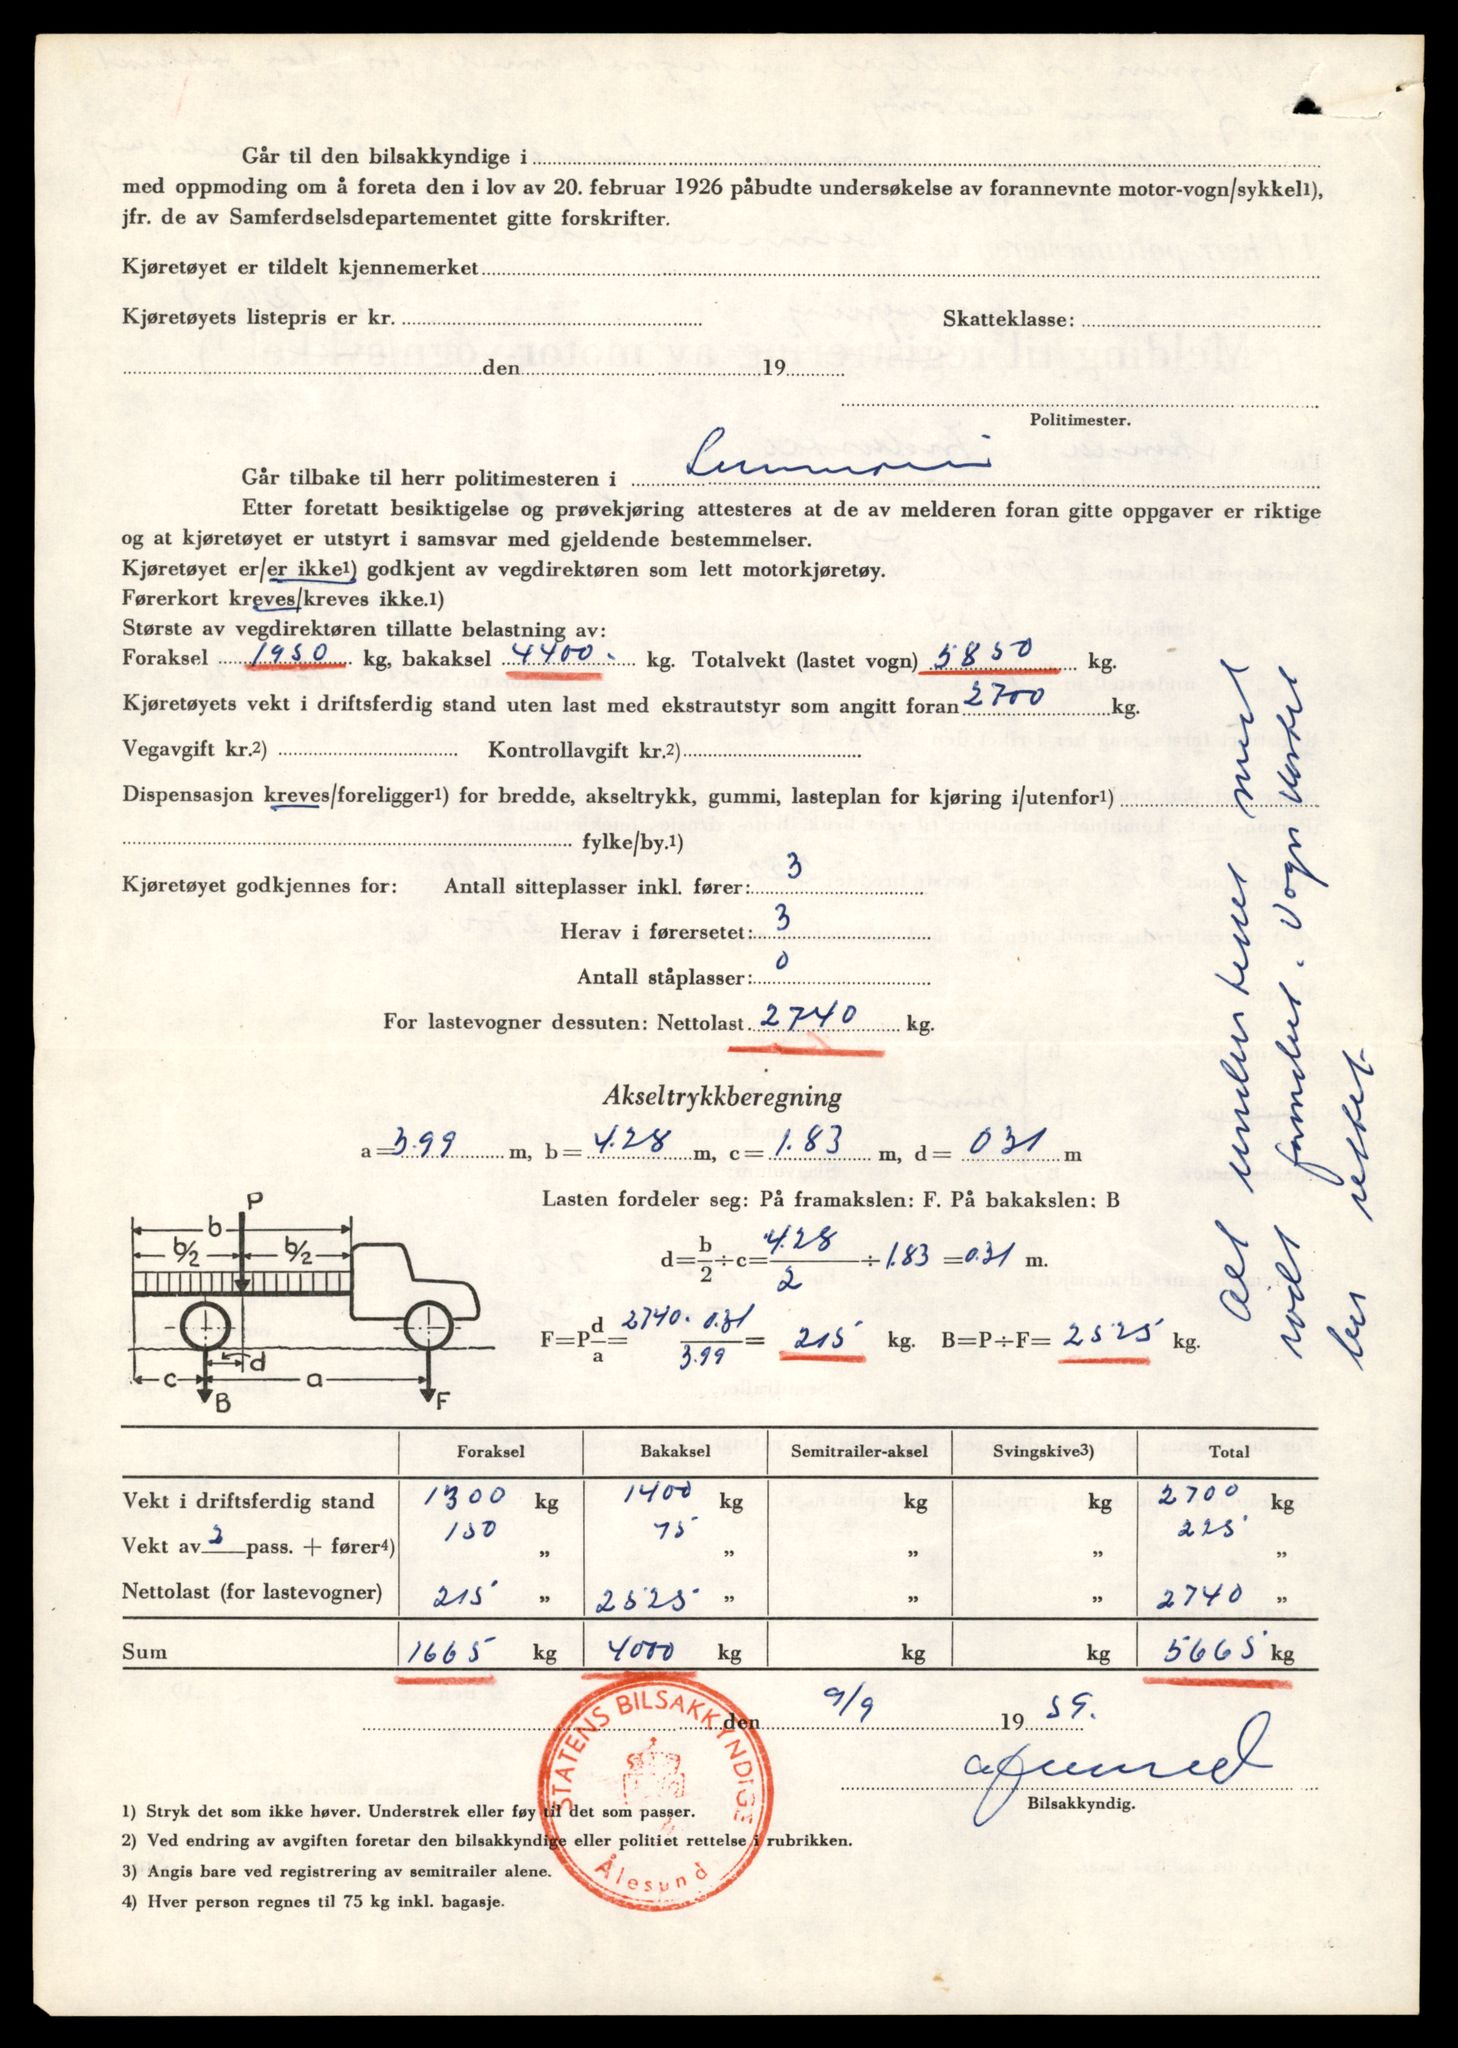 Går til den bilsakkyndige i
med oppmoding om å foreta den i lov av 20. februar 1926 påbudte undersøkelse av forannevnte motor-vogn/sykkel1),
jfr. de av Samferdselsdepartementet gitte forskrifter.
Kjøretøyet er tildelt kjennemerket
Kjøretøyets listepris er kr. Skatteklasse:
den 19
Politimester.
Går tilbake til herr politimesteren i
Etter foretatt besiktigelse og prøvekjøring attesteres at de av melderen foran gitte oppgaver er riktige
og at kjøretøyet er utstyrt i samsvar med gjeldende bestemmelser.
Kjøretøyet er/er ikke1) godkjent av vegdirektøren som lett motorkjøretøy.
Førerkort kreves/kreves ikke.1)
Største av vegdirektøren tillatte belastning av:
Foraksel 1950 kg, bakaksel 4400. kg. Totalvekt (lastet vogn) 5850 kg.
Kjøretøyets vekt i driftsferdig stand uten last med ekstrautstyr som angitt foran 2700 kg.
Vegavgift kr.2) Kontrollavgift kr.2)
Dispensasjon kreves/foreligger1) for bredde, akseltrykk, gummi, lasteplan for kjøring i/utenfor1)
fylke/by.1)
Kjøretøyet godkjennes for: Antall sitteplasser inkl. fører: 3
Herav i førersetet: 3
Antall ståplasser: 0
For lastevogner dessuten: Nettolast 2740 kg.
Akseltrykkberegning
a=3.99 m, b=4.28 m, c=1.83 m, d= 031 m
Lasten fordeler seg: På framakslen: F. På bakakslen: B
d=b/2÷c=4.28/2÷1.83=0.31 m.
F=P d/a=2740. 0.31/3.99= 215 kg. B=P÷F= 2525 kg.
P
b
b/2 b/2
d
c a
B F
Foraksel Bakaksel Semitrailer-aksel Svingskive3) Total
Vekt i driftsferdig stand 1300 kg 1400 kg kg kg 2700 kg
Vekt av 2 pass. + fører4) 150 „ 75 „ „ „ 225 „
Nettolast (for lastevogner) 215 „ 2525 „ „ „ 2740 „
Sum 1665 kg 4000 kg kg kg 5665 kg
den 9/9 19 59.
Bilsakkyndig.
STATENS BILSAKKYNDIGE
Ålesund
1) Stryk det som ikke høver. Understrek eller føy til det som passer.
2) Ved endring av avgiften foretar den bilsakkyndige eller politiet rettelse i rubrikken.
3) Angis bare ved registrering av semitrailer alene.
4) Hver person regnes til 75 kg inkl. bagasje.
Alt understreket med
rødt forandret. Vognkortet
bes rettet